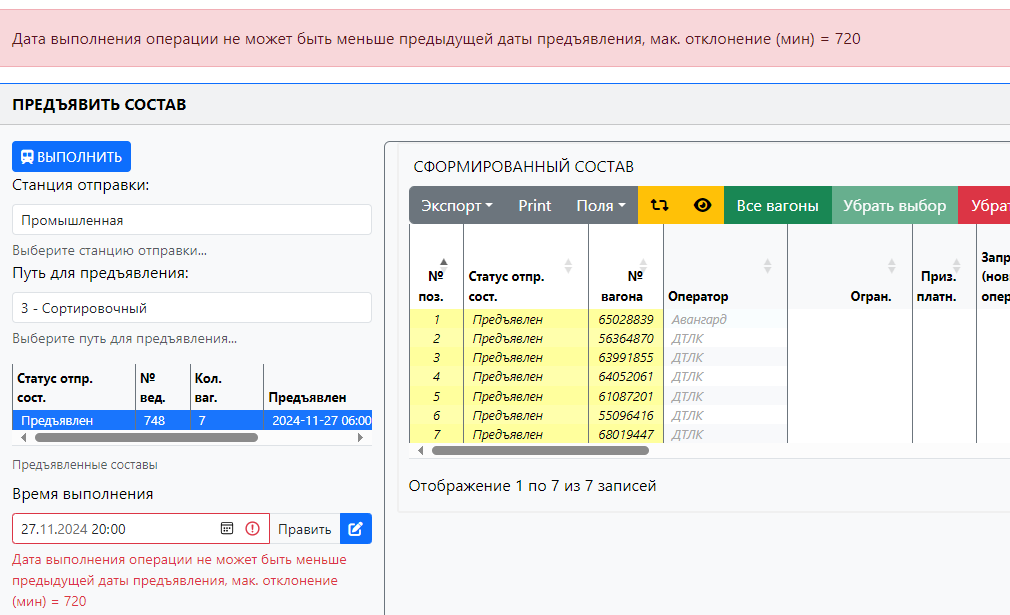 Дата выполнения операции не может быть меньше предыдущей даты предъявления, мак. отклонение (мин) = 720
ПРЕДЪЯВИТЬ СОСТАВ
ВЫПОЛНИТЬ
Станция отправки:
Промышленная
Выберите станцию отправки...
Путь для предъявления:
3 - Сортировочный
Выберите путь для предъявления...
Статус отпр. сост. № вед. Кол. ваг. Предъявлен
Предъявлен 748 7 2024-11-27 06:00
Предъявленные составы
Время выполнения
27.11.2024 20:00 Править
Дата выполнения операции не может быть меньше
предыдущей даты предъявления, мак. отклонение
(мин) = 720
СФОРМИРОВАННЫЙ СОСТАВ
Экспорт Print Поля Все вагоны Убрать выбор Убрат
№ поз. Статус отпр. сост. № вагона Оператор Огран. Приз. платн. Запр (нов опер
1 Предъявлен 65028839 Авангард
2 Предъявлен 56364870 ДТЛК
3 Предъявлен 63991855 ДТЛК
4 Предъявлен 64052061 ДТЛК
5 Предъявлен 61087201 ДТЛК
6 Предъявлен 55096416 ДТЛК
7 Предъявлен 68019447 ДТЛК
Отображение 1 по 7 из 7 записей